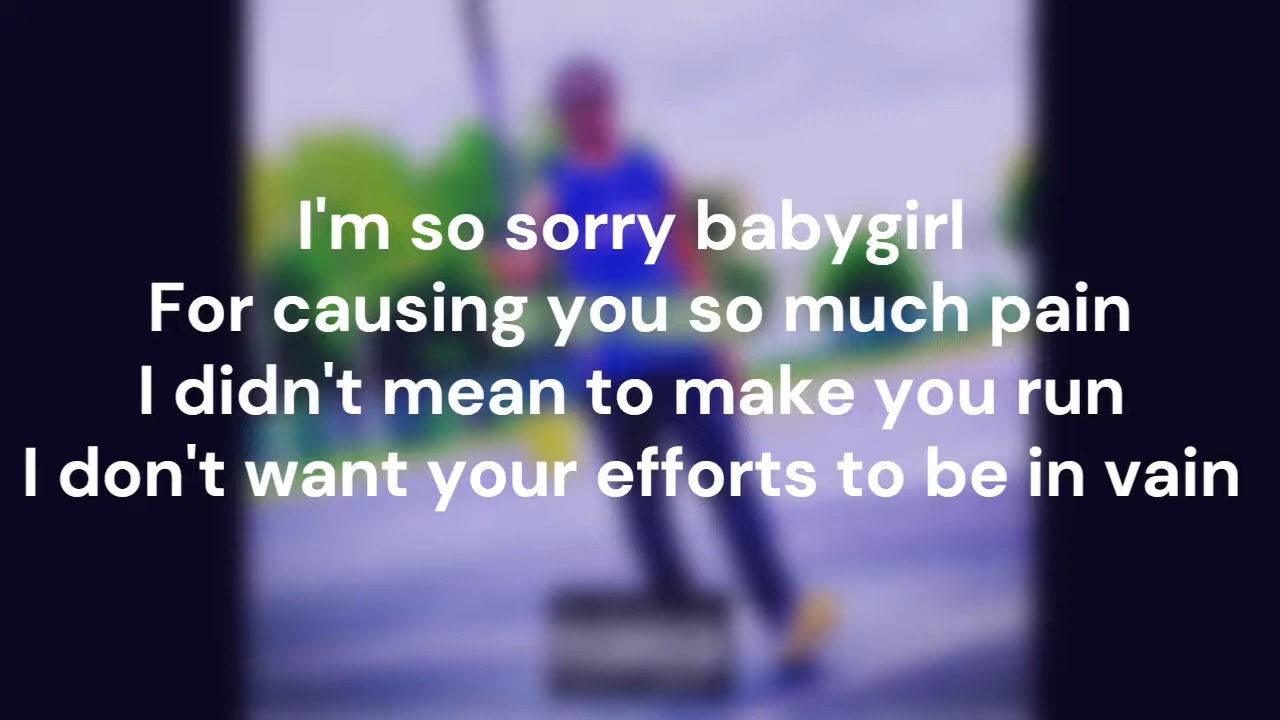 I'm so sorry babygirl
For causing you so much pain
I didn't mean to make you run
I don't want your efforts to be in vain